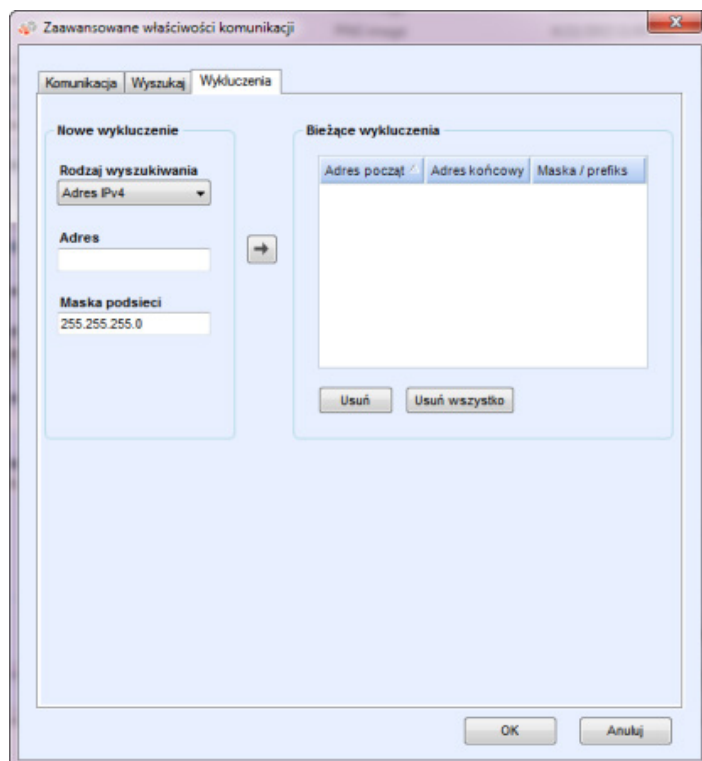 Zaawansowane właściwości komunikacji
Komunikacja Wyszukaj Wykluczenia
Nowe wykluczenie
Rodzaj wyszukiwania
Adres IPv4
Adres
Maska podsieci
255.255.255.0
Bieżące wykluczenia
Adres począt Adres końcowy Maska / prefiks
Usuń Usuń wszystko
OK Anuluj